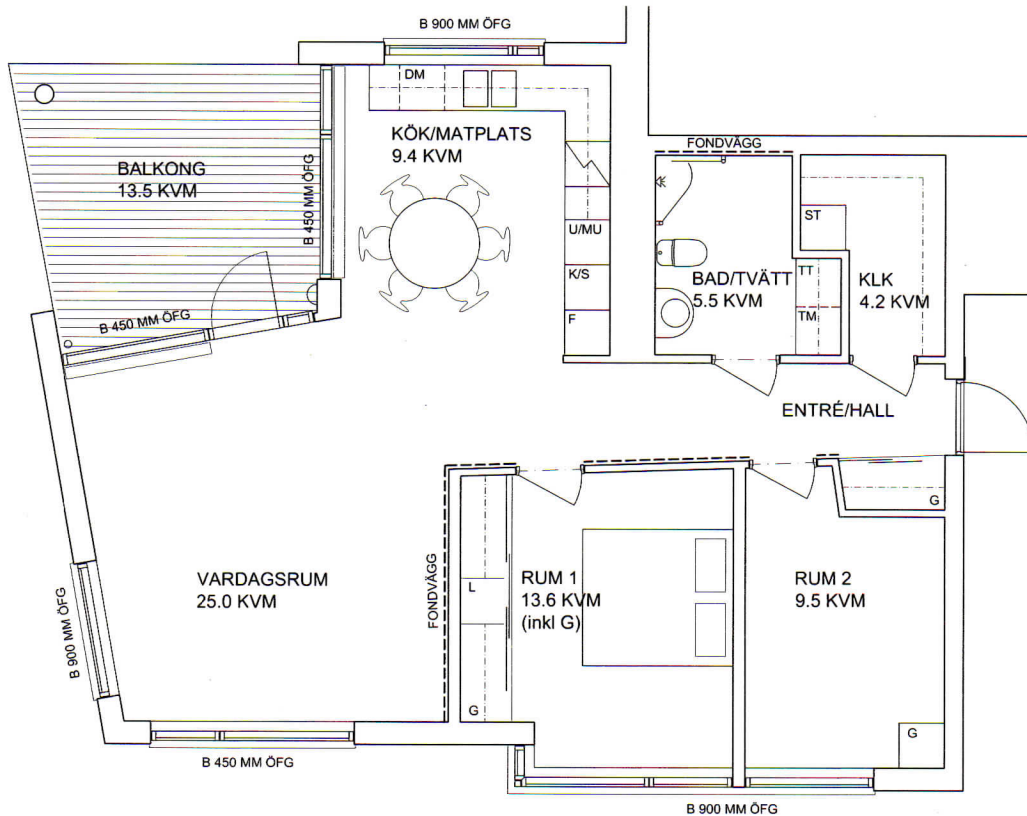 B 900 MM ÖFG
DM
KÖK/MATPLATS
9.4 KVM
BALKONG
13.5 KVM
B 450 MM ÖFG
B 450 MM ÖFG
U/MU
K/S
F
FONDVÄGG
ST
BAD/TVÄTT
5.5 KVM
TT
TM
KLK
4.2 KVM
ENTRÉ/HALL
G
VARDAGSRUM
25.0 KVM
FONDVÄGG
L
G
RUM 1
13.6 KVM
(inkl G)
RUM 2
9.5 KVM
G
B 900 MM ÖFG
B 450 MM ÖFG
B 900 MM ÖFG